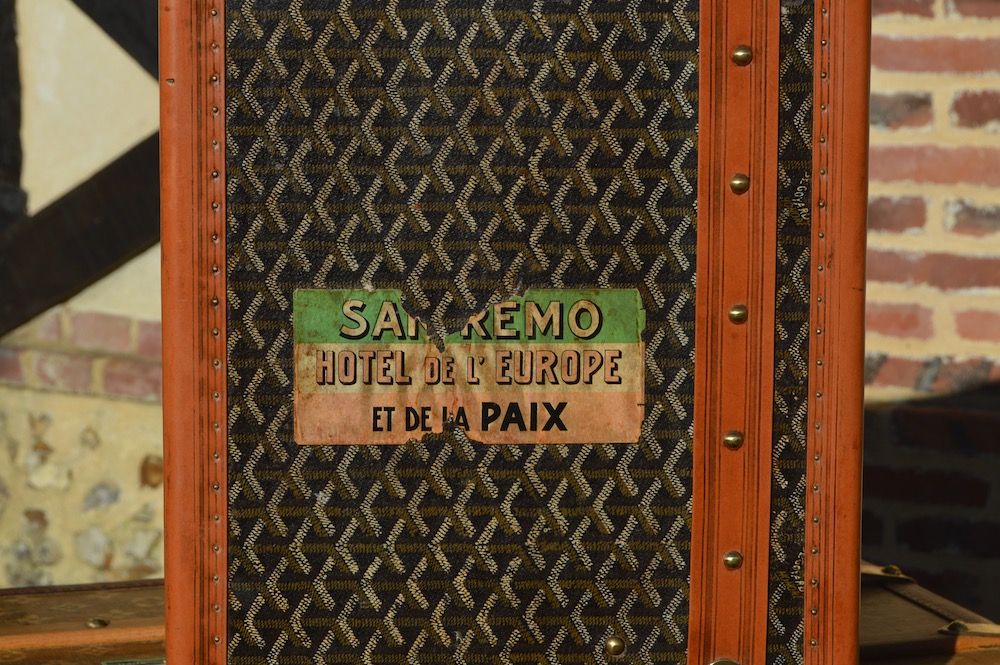 SAN REMO
HOTEL DE L' EUROPE
ET DE LA PAIX